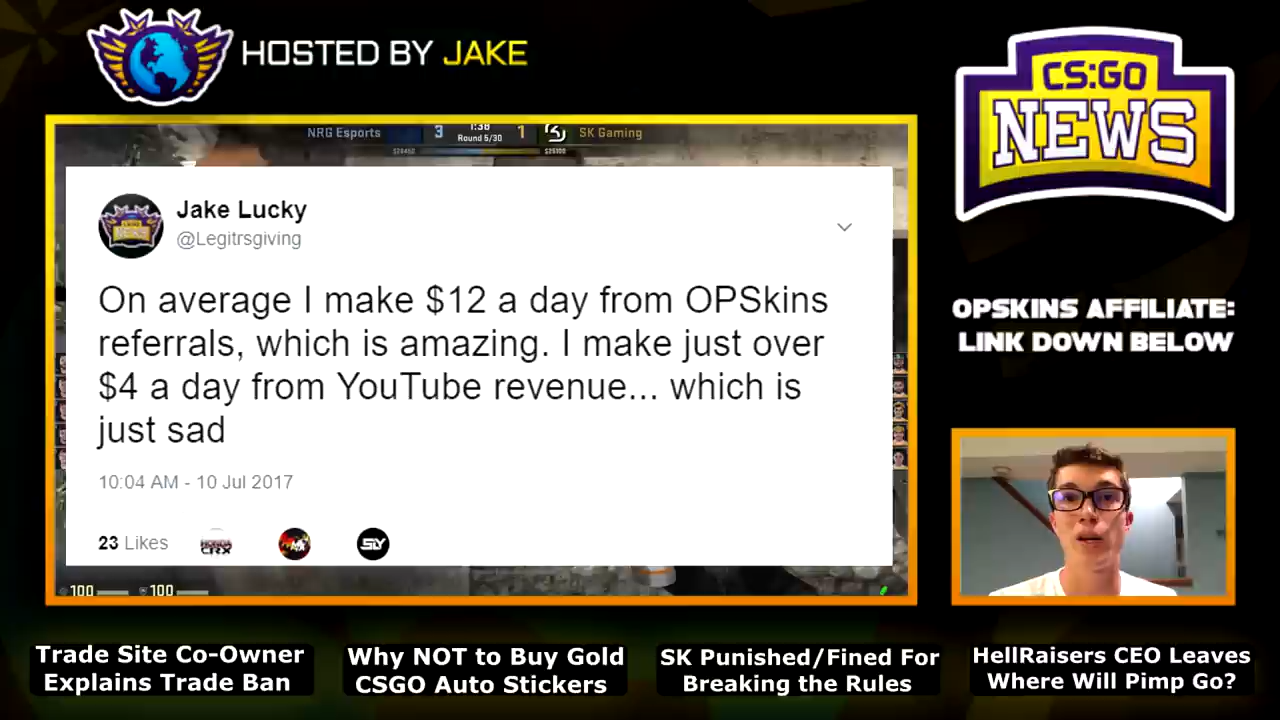 HOSTED BY JAKE
CS:GO
NEWS
NRG Esports 3 1:38 1 SK Gaming
Round 5/30
Jake Lucky
@Legitrsgiving
On average I make $12 a day from OPSkins
referrals, which is amazing. I make just over
$4 a day from YouTube revenue... which is
just sad
10:04 AM - 10 Jul 2017
23 Likes
HONDA
CRX
SLY
100 100
OPSKINS AFFILIATE:
LINK DOWN BELOW
Trade Site Co-Owner
Explains Trade Ban
Why NOT to Buy Gold
CSGO Auto Stickers
SK Punished/Fined For
Breaking the Rules
HellRaisers CEO Leaves
Where Will Pimp Go?